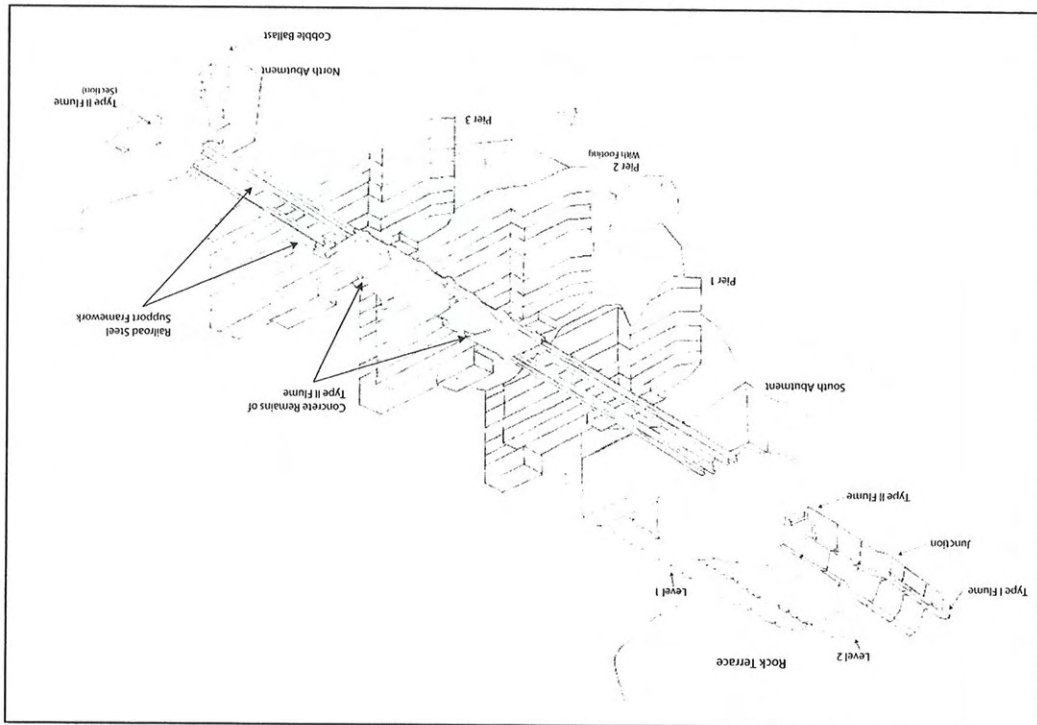 Rock Terrace
Level 2
Level 1
Type I Flume
Junction
Type II Flume
South Abutment
Concrete Remains of
Type II Flume
Railroad Steel
Support Framework
Pier 1
Pier 2
With Footing
Pier 3
North Abutment
Cobble Ballast
Type II Flume
(Section)